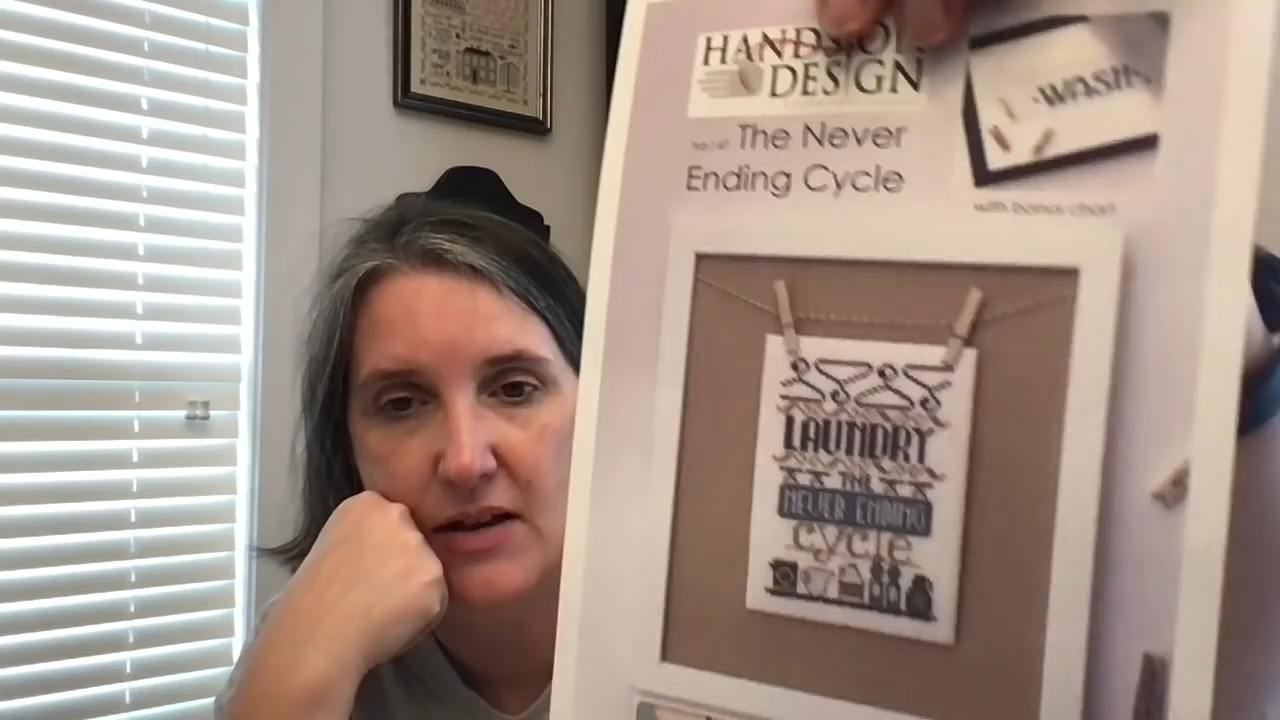 HANDS ON
DESIGN
The Never
Ending Cycle
WASH
with bonus chart
LAUNDRY
THE
NEVER ENDING
cycle